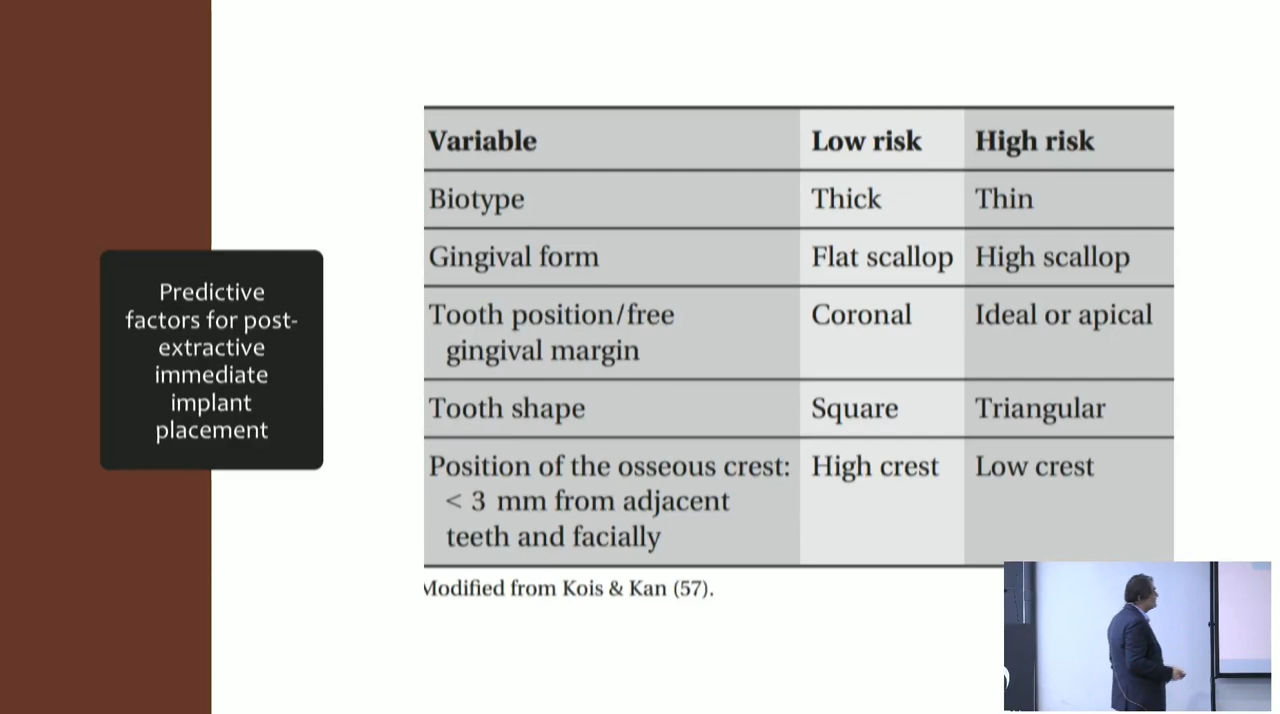 Predictive
factors for post-
extractive
immediate
implant
placement
Variable Low risk High risk
Biotype Thick Thin
Gingival form Flat scallop High scallop
Tooth position/free Coronal Ideal or apical
gingival margin
Tooth shape Square Triangular
Position of the osseous crest: High crest Low crest
< 3 mm from adjacent
teeth and facially
Modified from Kois & Kan (57).